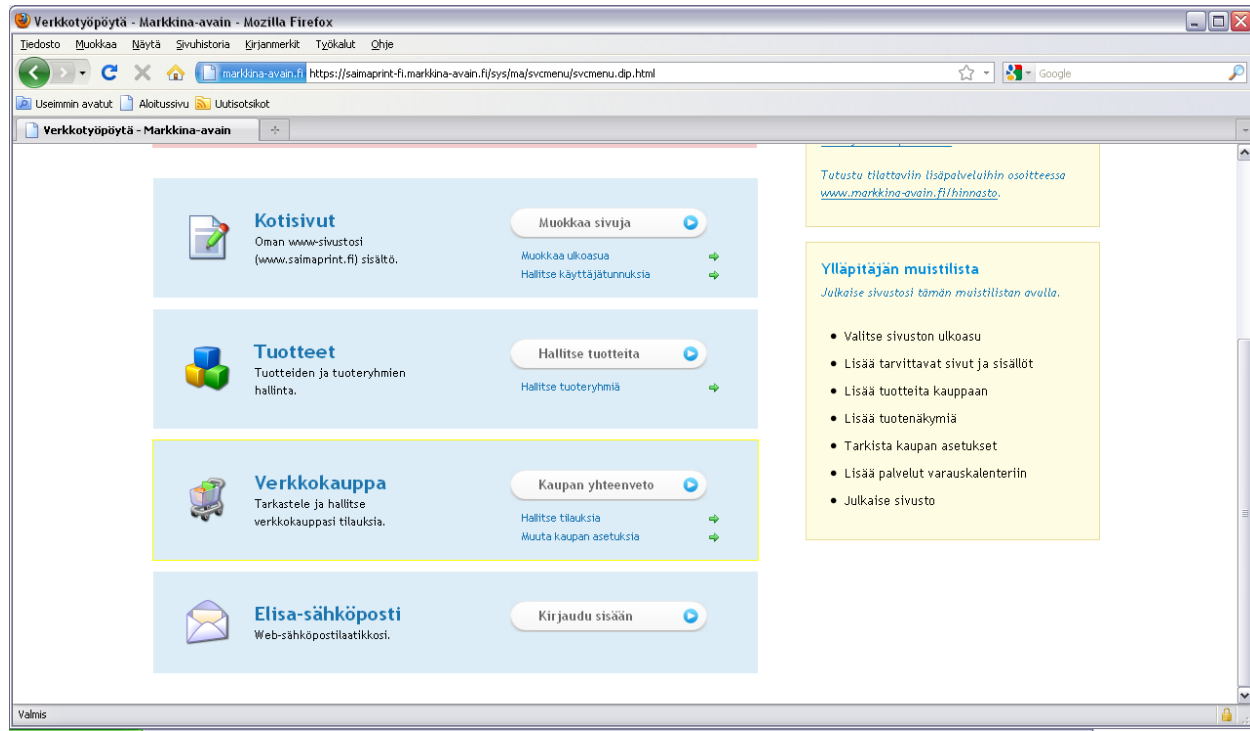 Verkkotyöpöytä - Markkina-avain - Mozilla Firefox
Tiedosto Muokkaa Näytä Sivuhistoria Kirjanmerkit Työkalut Ohje
markkina-avain.fi https://saimaprint-fi.markkina-avain.fi/sys/ma/svcmenu/svcmenu.dip.html
Google
Useimmin avatut Aloitussivu Uutisotsikot
Verkkotyöpöytä - Markkina-avain
Kotisivut
Oman www-sivustosi
(www.saimaprint.fi) sisältö.
Muokkaa sivuja
Muokkaa ulkoasua
Hallitse käyttäjätunnuksia
Tuotteet
Tuotteiden ja tuoteryhmien
hallinta.
Hallitse tuotteita
Hallitse tuoteryhmiä
Verkkokauppa
Tarkastele ja hallitse
verkkokauppasi tilauksia.
Kaupan yhteenveto
Hallitse tilauksia
Muuta kaupan asetuksia
Elisa-sähköposti
Web-sähköpostilaatikkosi.
Kirjaudu sisään
Tutustu tilattaviin lisäpalveluihin osoitteessa
www.markkina-avain.fi/hinnasto.
Ylläpitäjän muistilista
Julkaise sivustosi tämän muistilistan avulla.
Valitse sivuston ulkoasu
Lisää tarvittavat sivut ja sisällöt
Lisää tuotteita kauppaan
Lisää tuotenäkymiä
Tarkista kaupan asetukset
Lisää palvelut varauskalenteriin
Julkaise sivusto
Valmis